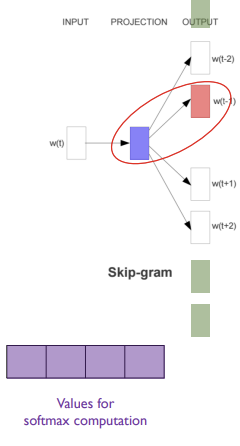 INPUT PROJECTION OUTPUT
w(t-2)
w(t-1)
w(t)
w(t+1)
w(t+2)
Skip-gram
Values for
softmax computation